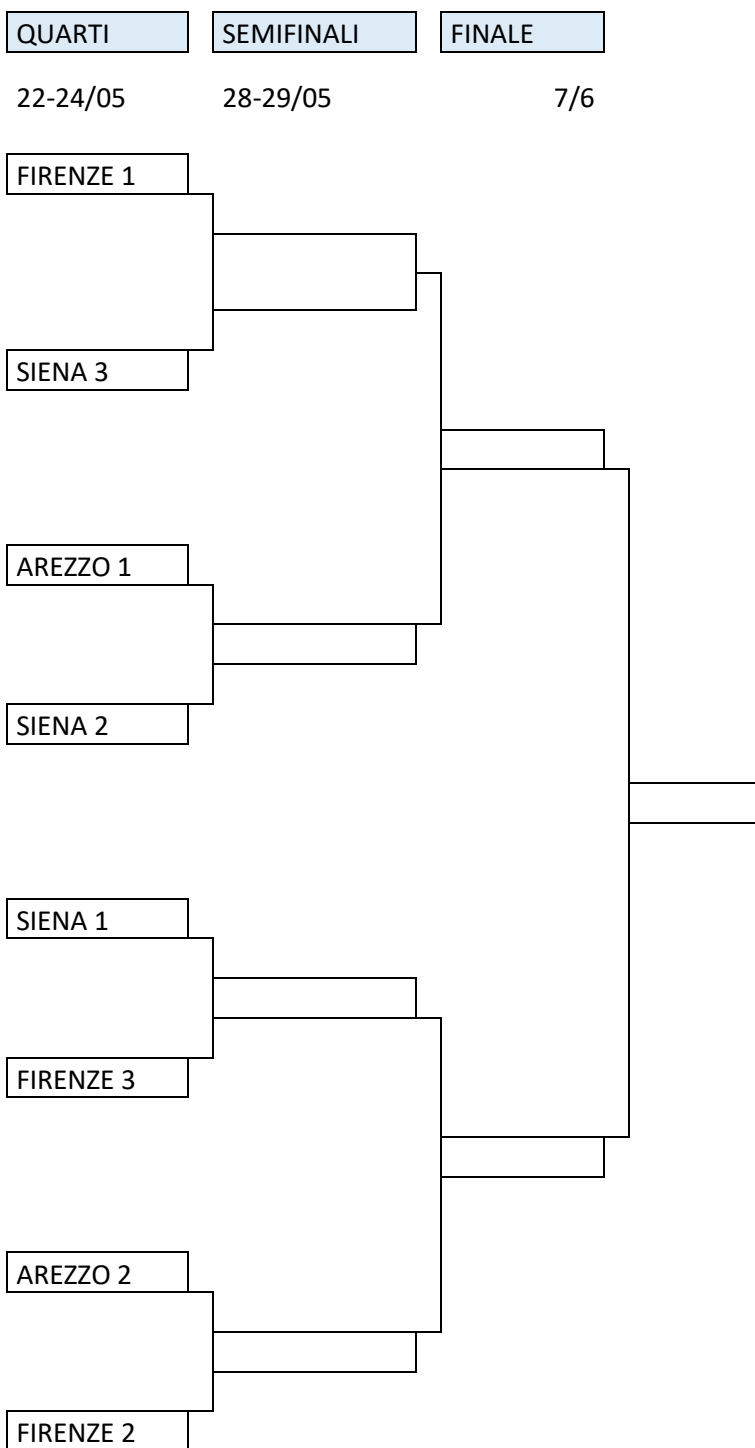 QUARTI SEMIFINALI FINALE
22-24/05 28-29/05 7/6
FIRENZE 1
SIENA 3
AREZZO 1
SIENA 2
SIENA 1
FIRENZE 3
AREZZO 2
FIRENZE 2